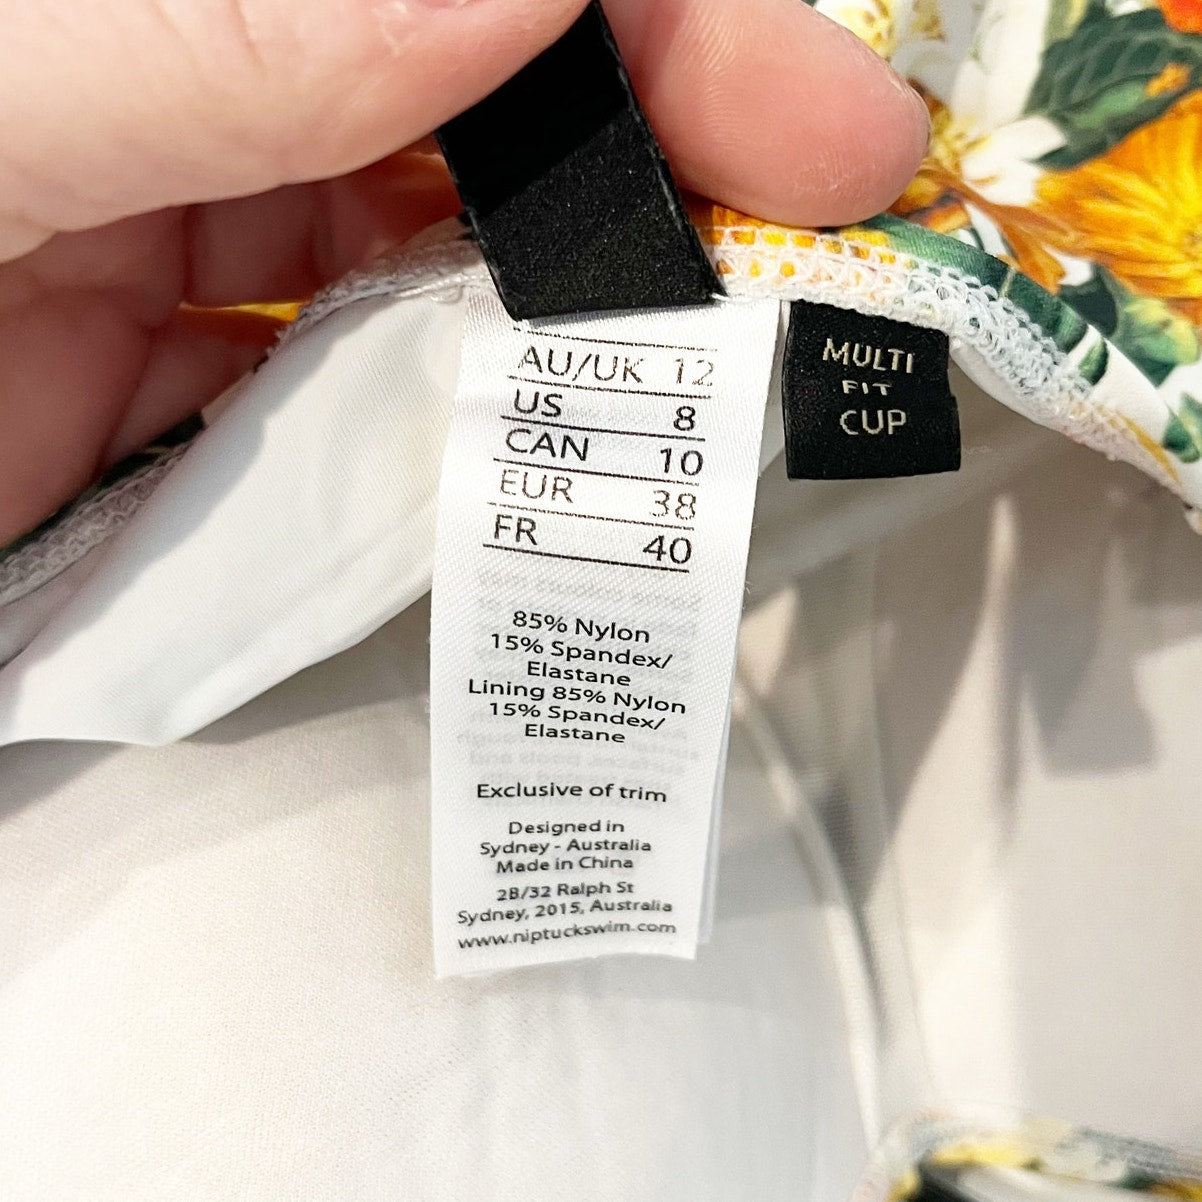 AU/UK 12
US 8
CAN 10
EUR 38
FR 40
85% Nylon
15% Spandex/
Elastane
Lining 85% Nylon
15% Spandex/
Elastane
Exclusive of trim
Designed in
Sydney - Australia
Made in China
2B/32 Ralph St
Sydney, 2015, Australia
www.niptuckswim.com
MULTI
FIT
CUP